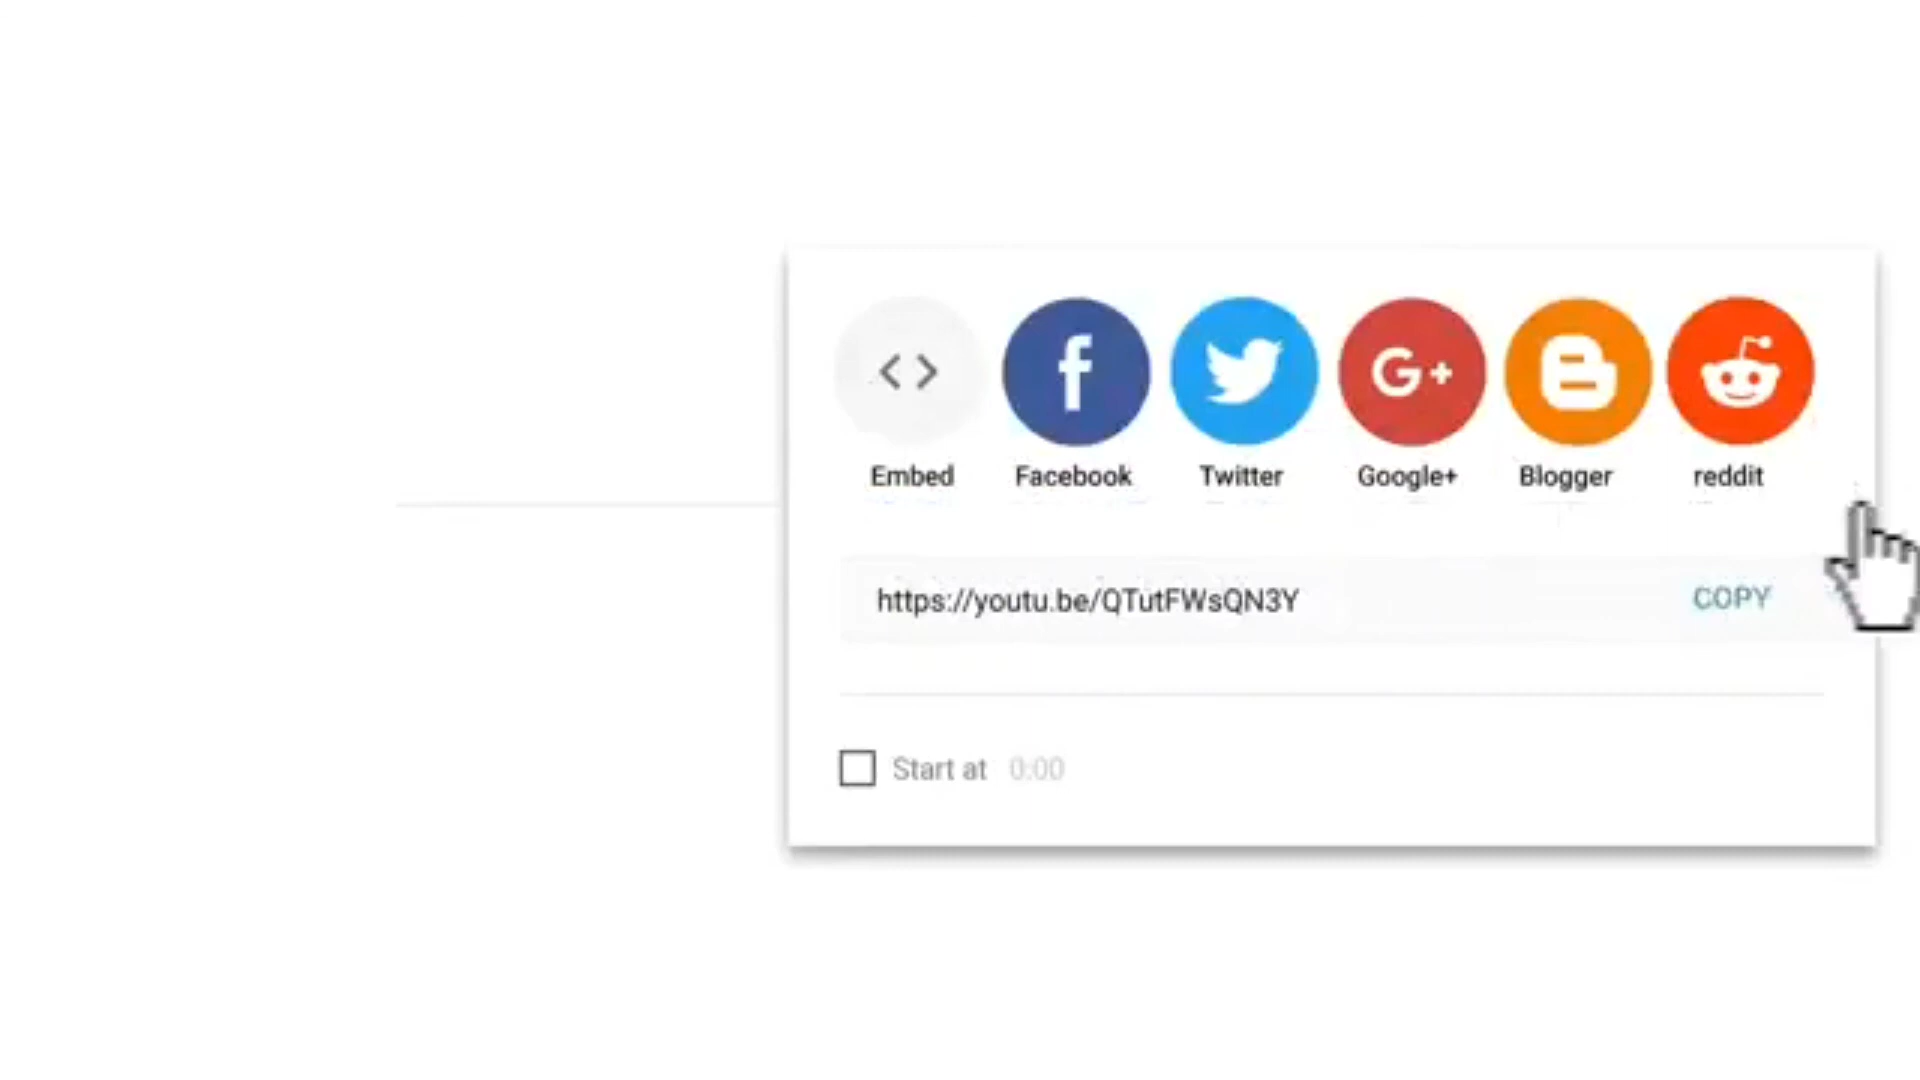 Embed Facebook Twitter Google+ Blogger reddit
https://youtu.be/QTutFWsQN3Y COPY
Start at 0:00